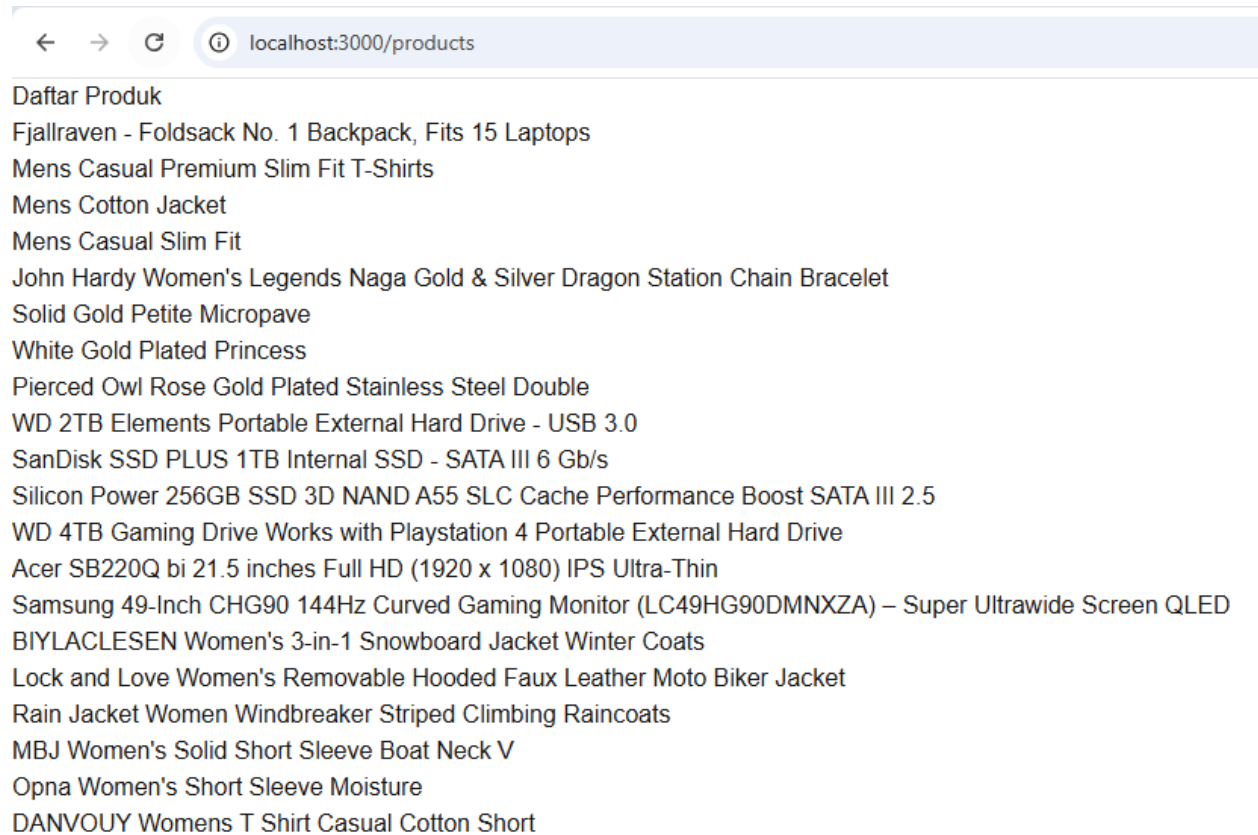 localhost:3000/products
Daftar Produk
Fjallraven - Foldsack No. 1 Backpack, Fits 15 Laptops
Mens Casual Premium Slim Fit T-Shirts
Mens Cotton Jacket
Mens Casual Slim Fit
John Hardy Women's Legends Naga Gold & Silver Dragon Station Chain Bracelet
Solid Gold Petite Micropave
White Gold Plated Princess
Pierced Owl Rose Gold Plated Stainless Steel Double
WD 2TB Elements Portable External Hard Drive - USB 3.0
SanDisk SSD PLUS 1TB Internal SSD - SATA III 6 Gb/s
Silicon Power 256GB SSD 3D NAND A55 SLC Cache Performance Boost SATA III 2.5
WD 4TB Gaming Drive Works with Playstation 4 Portable External Hard Drive
Acer SB220Q bi 21.5 inches Full HD (1920 x 1080) IPS Ultra-Thin
Samsung 49-Inch CHG90 144Hz Curved Gaming Monitor (LC49HG90DMNXZA) – Super Ultrawide Screen QLED
BIYLACLESEN Women's 3-in-1 Snowboard Jacket Winter Coats
Lock and Love Women's Removable Hooded Faux Leather Moto Biker Jacket
Rain Jacket Women Windbreaker Striped Climbing Raincoats
MBJ Women's Solid Short Sleeve Boat Neck V
Opna Women's Short Sleeve Moisture
DANVOUY Womens T Shirt Casual Cotton Short